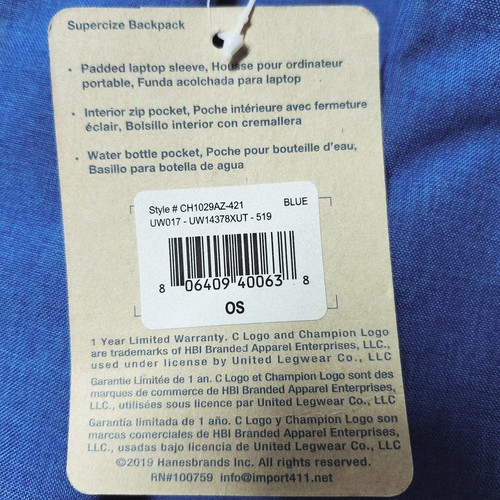 Supercize Backpack
• Padded laptop sleeve, Housse pour ordinateur
portable, Funda acolchada para laptop
• Interior zip pocket, Poche intérieure avec fermeture
éclair, Bolsillo interior con cremallera
• Water bottle pocket, Poche pour bouteille d'eau,
Basillo para botella de agua
Style # CH1029AZ-421 BLUE
UW017 - UW14378XUT - 519
8 06409 40063 8
OS
1 Year Limited Warranty. C Logo and Champion Logo
are trademarks of HBI Branded Apparel Enterprises, LLC.,
used under license by United Legwear Co., LLC
Garantie Limitée de 1 an. C Logo et Champion Logo sont des
marques de commerce de HBI Branded Apparel Enterprises,
LLC., utilisées sous licence par United Legwear Co., LLC
Garantía limitada de 1 año. C Logo y Champion Logo son
marcas comerciales de HBI Branded Apparel Enterprises,
LLC., usadas bajo licencia de United Legwear Co., LLC
©2019 Hanesbrands Inc. All rights reserved.
RN#100759 info@import411.net